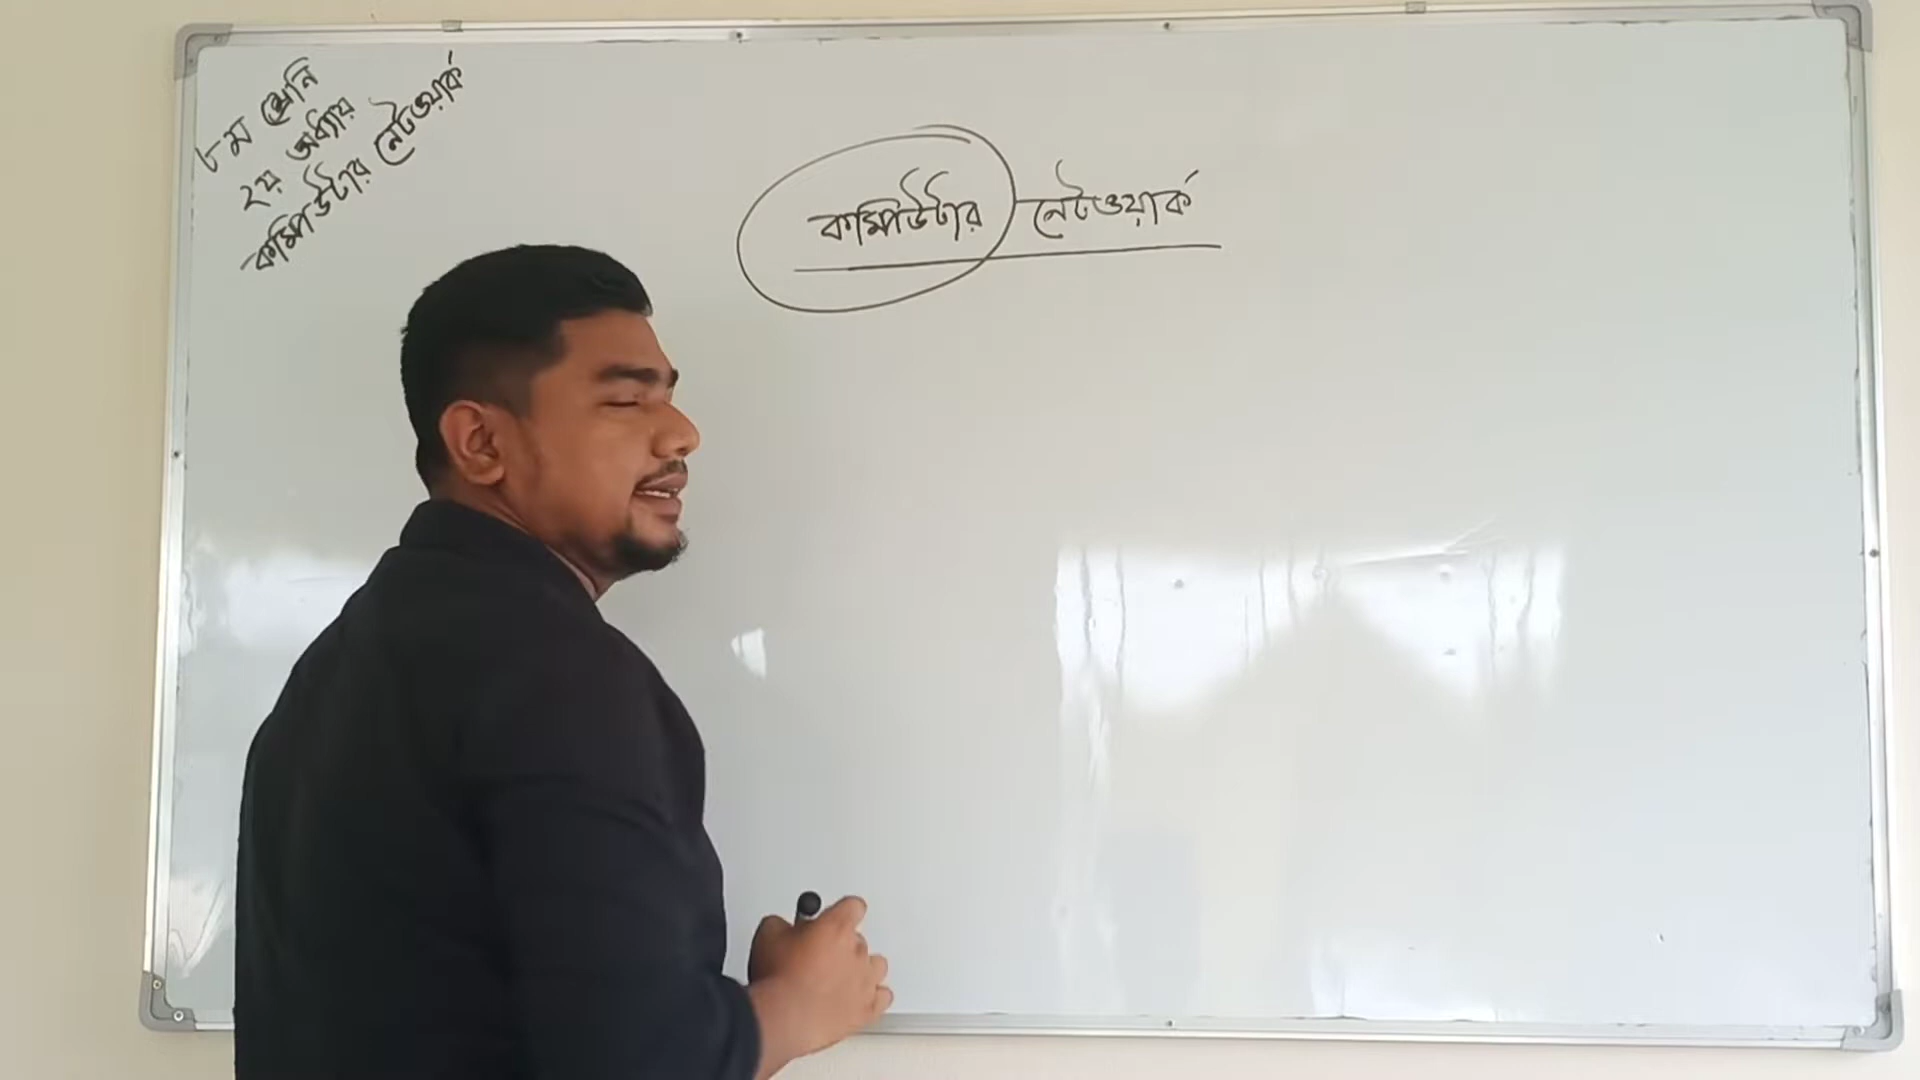 ৮ম শ্রেনি
২য় অধ্যায়
কম্পিউটার নেটওয়ার্ক
কম্পিউটার নেটওয়ার্ক